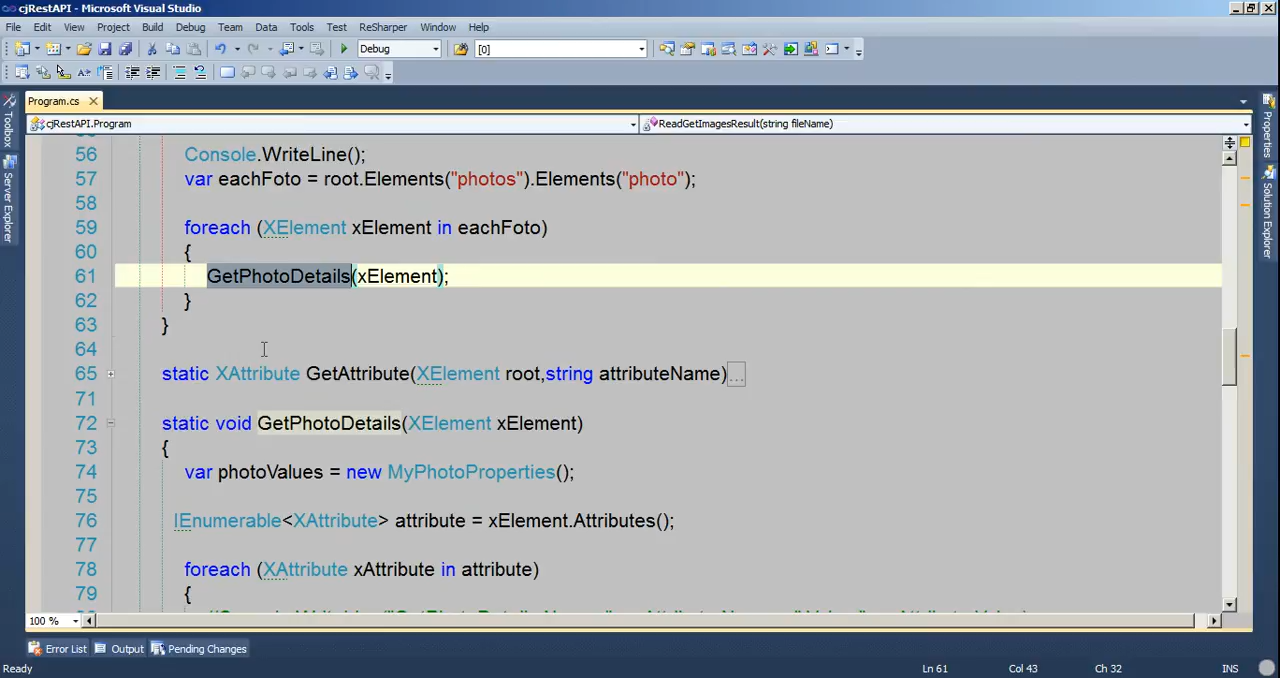 cjRestAPI - Microsoft Visual Studio
File Edit View Project Build Debug Team Data Tools Test ReSharper Window Help
Debug [0]
Program.cs
cjRestAPI.Program ReadGetImagesResult(string fileName)
Toolbox
Server Explorer
Properties
Solution Explorer
56 Console.WriteLine();
57 var eachFoto = root.Elements("photos").Elements("photo");
58
59 foreach (XElement xElement in eachFoto)
60 {
61 GetPhotoDetails(xElement);
62 }
63 }
64
65 static XAttribute GetAttribute(XElement root,string attributeName)...
71
72 static void GetPhotoDetails(XElement xElement)
73 {
74 var photoValues = new MyPhotoProperties();
75
76 IEnumerable<XAttribute> attribute = xElement.Attributes();
77
78 foreach (XAttribute xAttribute in attribute)
79 {
100 %
Error List Output Pending Changes
Ready Ln 61 Col 43 Ch 32 INS